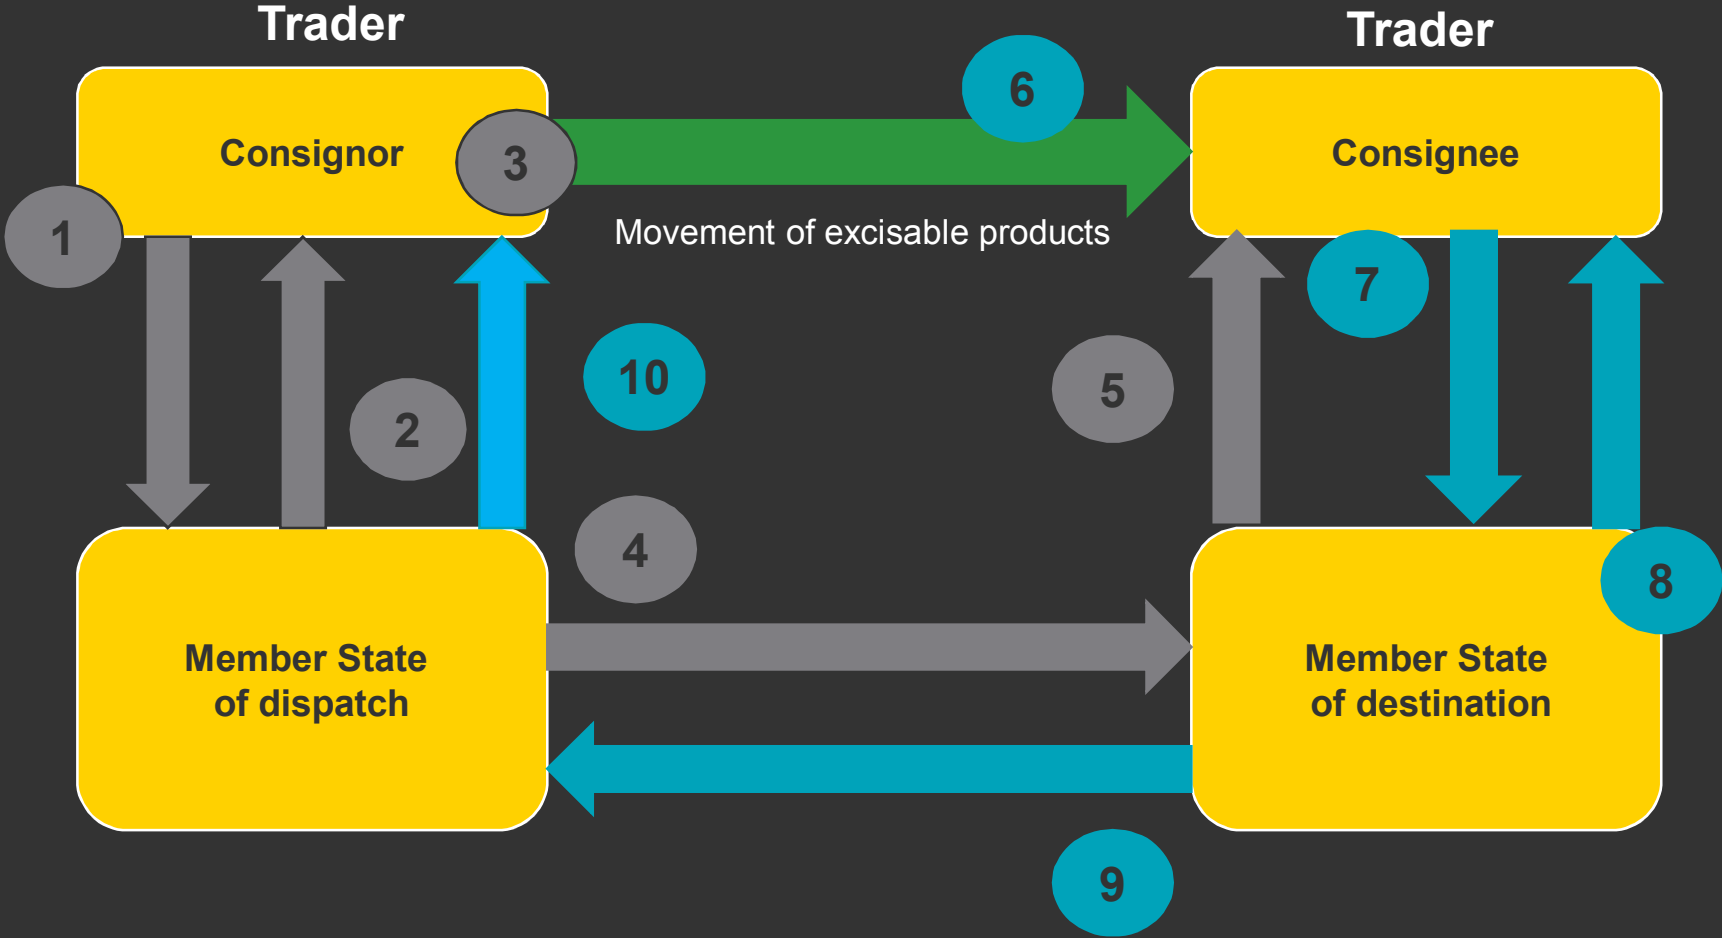 Trader
Trader
6
Consignor
3
Consignee
1
Movement of excisable products
7
10
5
2
4
8
Member State
of dispatch
Member State
of destination
9